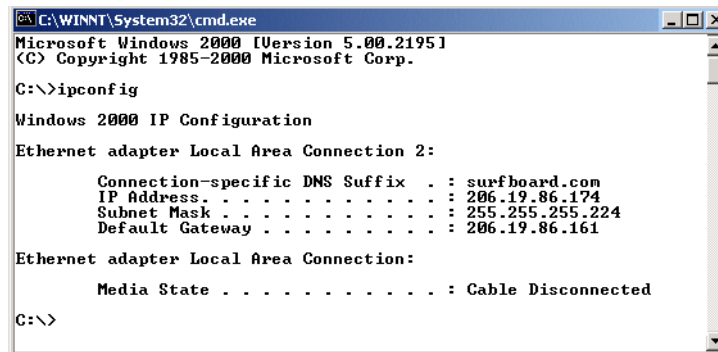 C:\WINNT\System32\cmd.exe
Microsoft Windows 2000 [Version 5.00.2195]
(C) Copyright 1985-2000 Microsoft Corp.
C:\>ipconfig
Windows 2000 IP Configuration
Ethernet adapter Local Area Connection 2:
Connection-specific DNS Suffix . : surfboard.com
IP Address. . . . . . . . . . . . : 206.19.86.174
Subnet Mask . . . . . . . . . . . : 255.255.255.224
Default Gateway . . . . . . . . . : 206.19.86.161
Ethernet adapter Local Area Connection:
Media State . . . . . . . . . . . : Cable Disconnected
C:\>